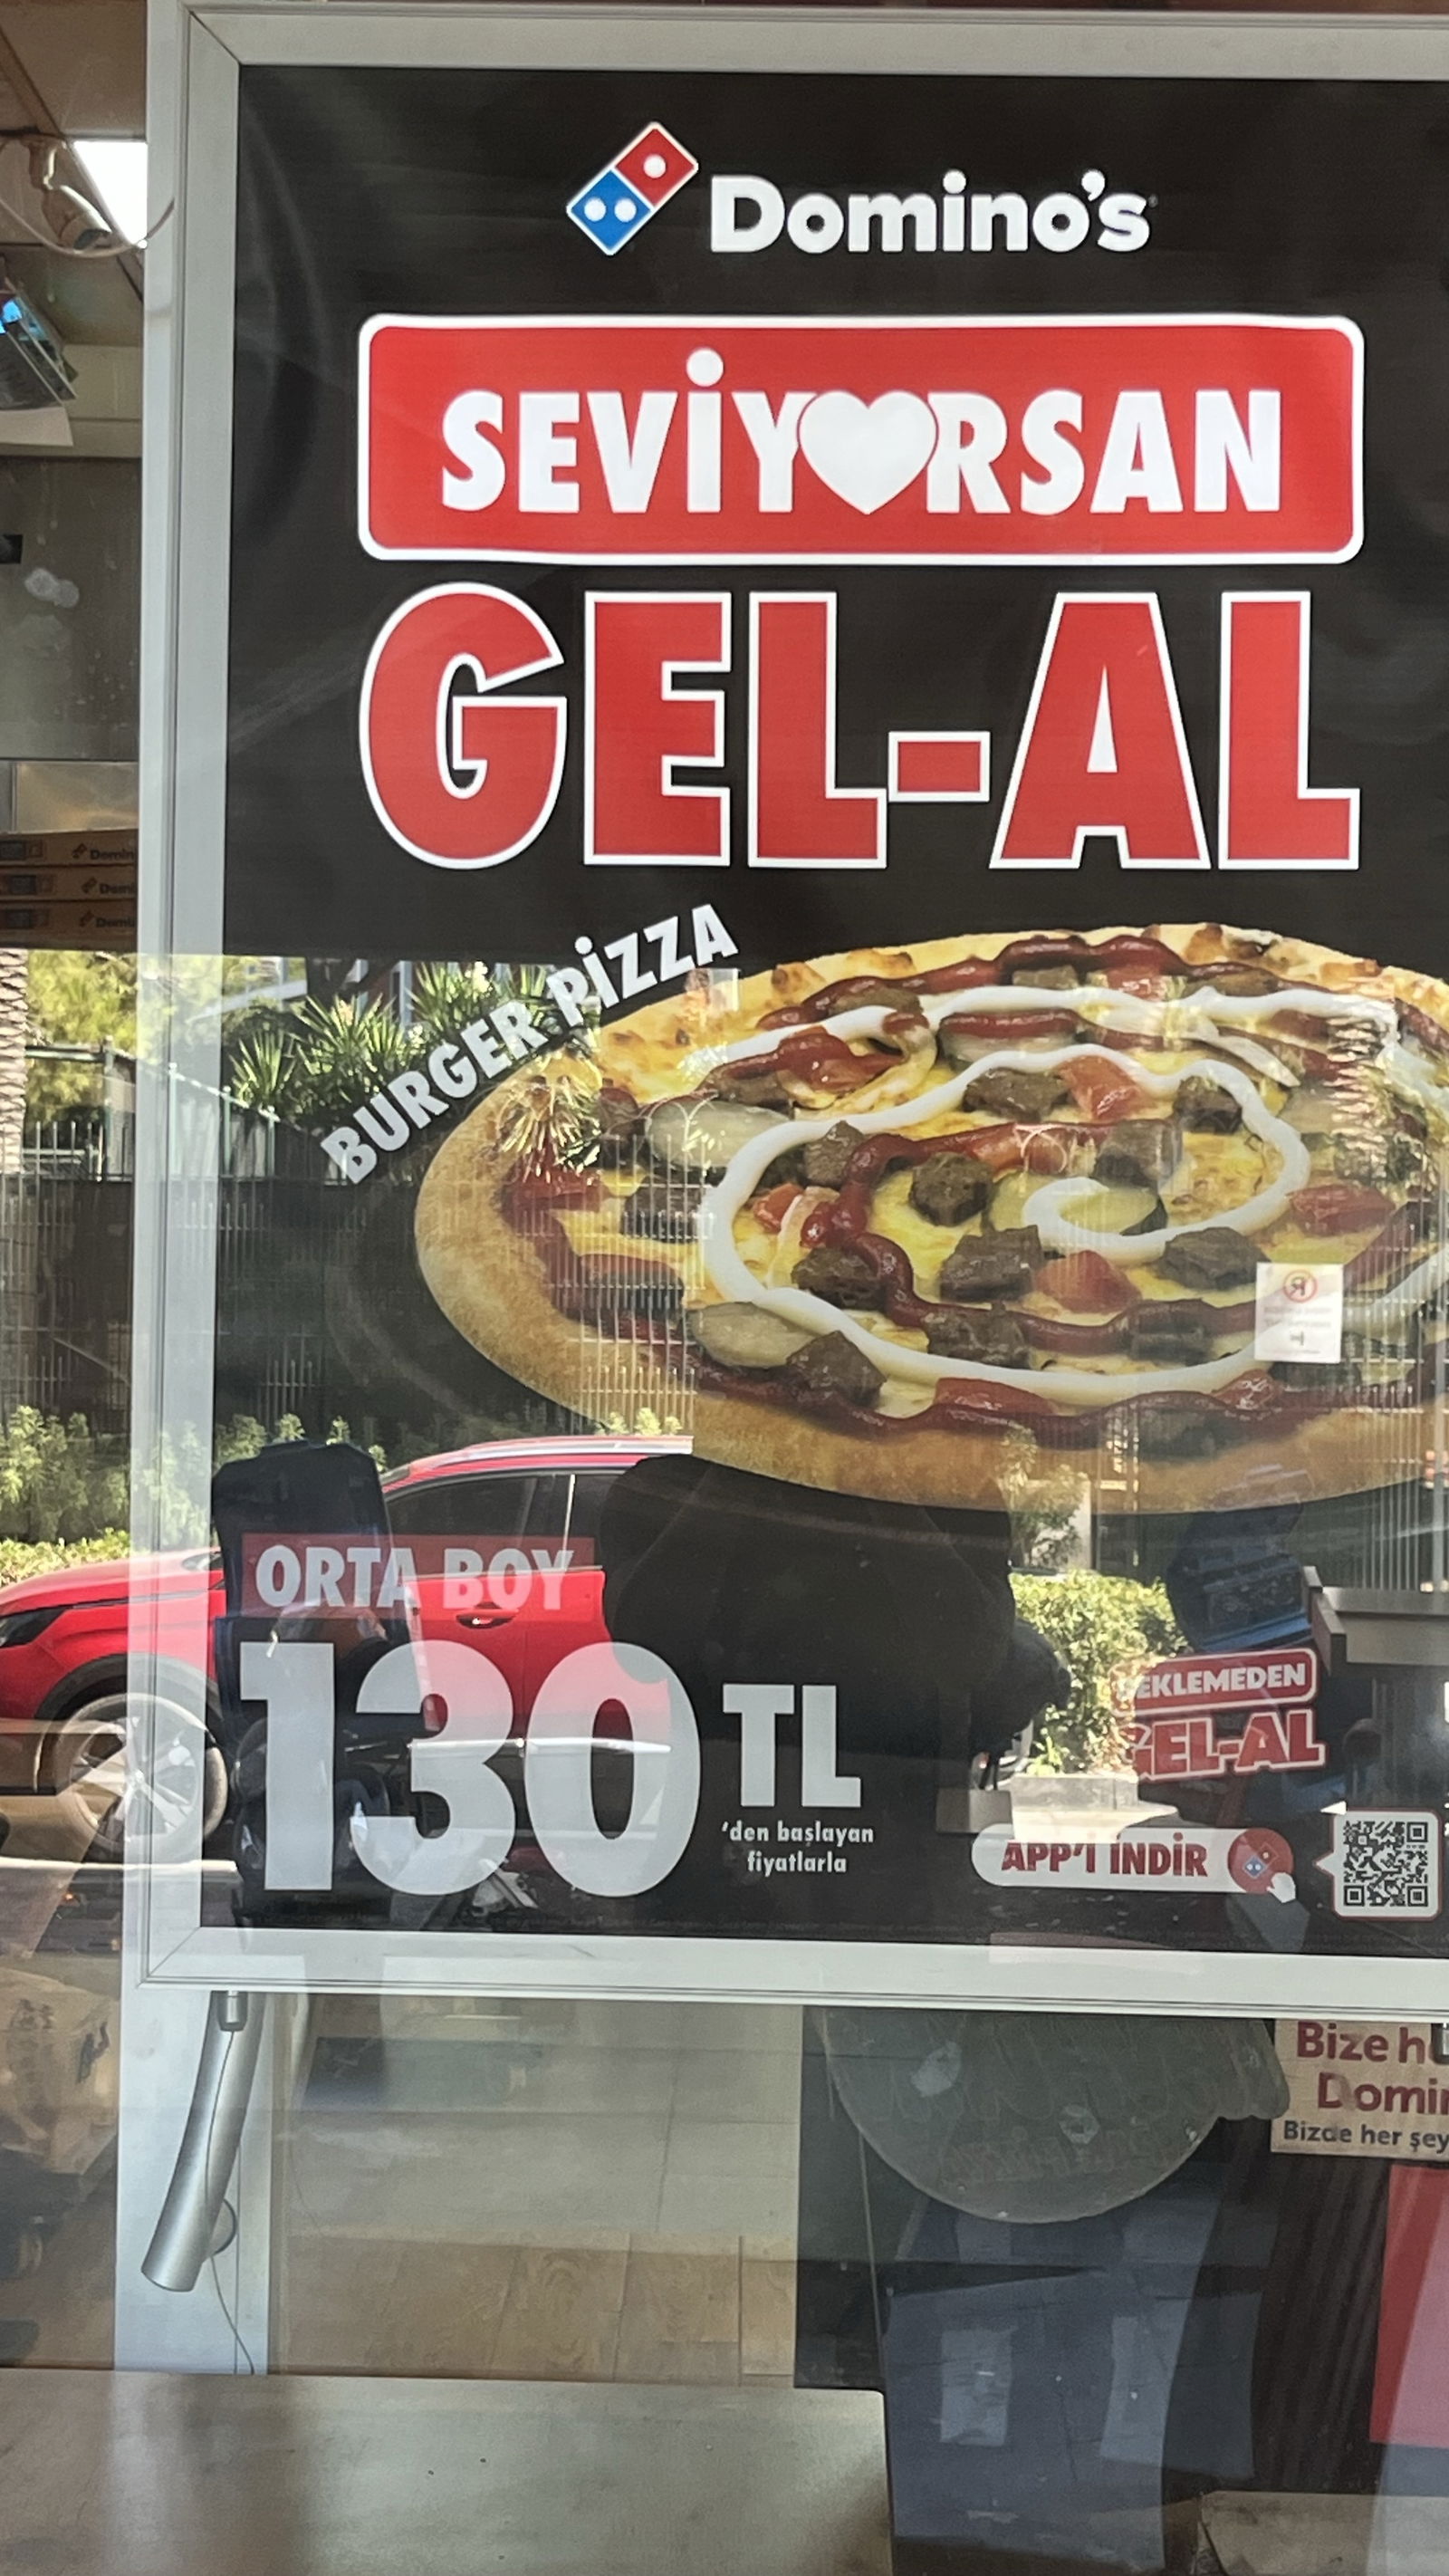 Domino's
SEVİYORSAN
GEL-AL
BURGER PİZZA
ORTA BOY
130 TL
'den başlayan
fiyatlarla
EKLEMEDEN
GEL-AL
APP'İ İNDİR
Bize
Bizde her şey